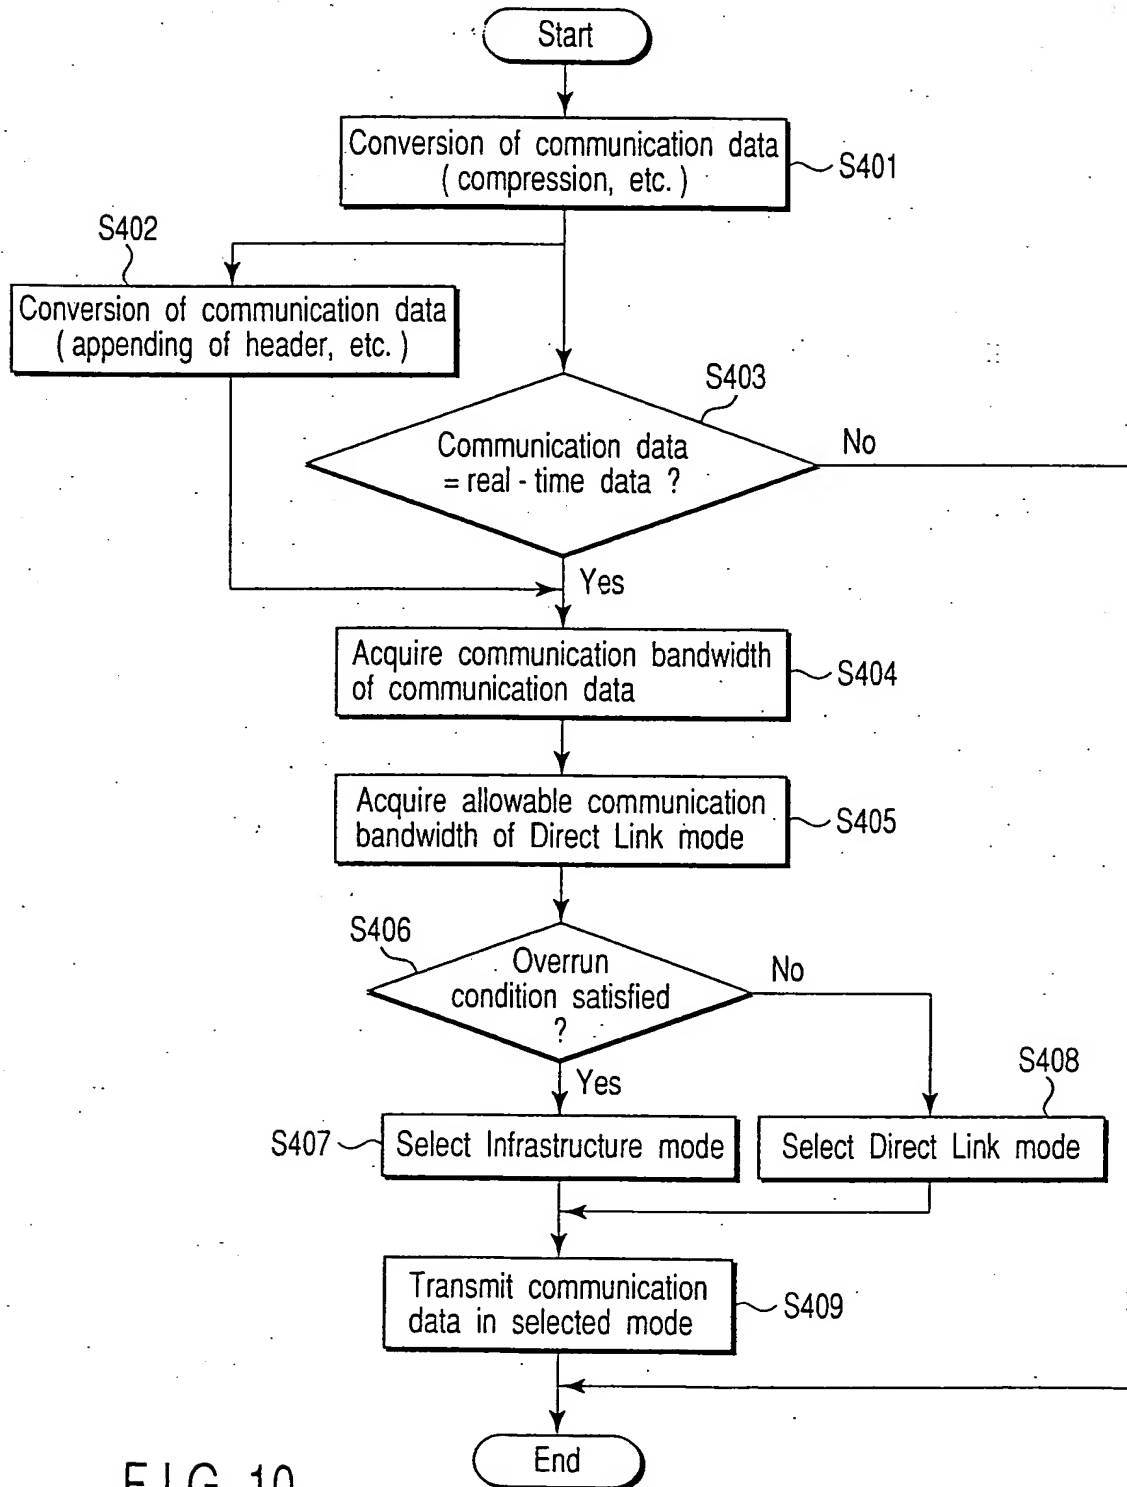 Start
Conversion of communication data
( compression, etc. )
S401
S402
Conversion of communication data
( appending of header, etc. )
S403
Communication data
= real - time data ?
No
Yes
Acquire communication bandwidth
of communication data
S404
Acquire allowable communication
bandwidth of Direct Link mode
S405
S406
Overrun
condition satisfied
?
No
Yes
S408
S407
Select Infrastructure mode
Select Direct Link mode
Transmit communication
data in selected mode
S409
End
FIG. 10